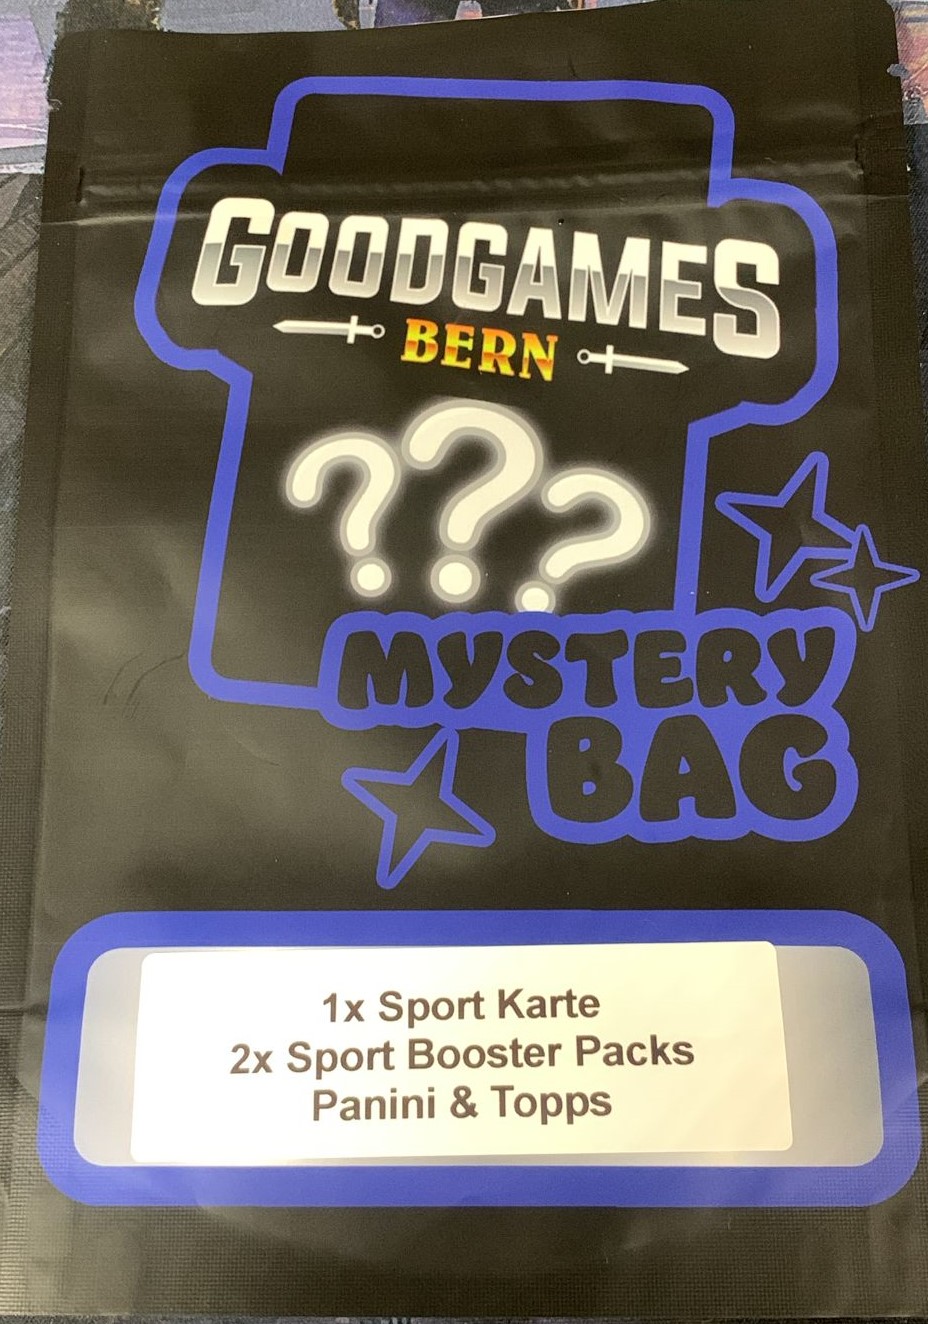 GOODGAMES
BERN
???
MYSTERY
BAG
1x Sport Karte
2x Sport Booster Packs
Panini & Topps